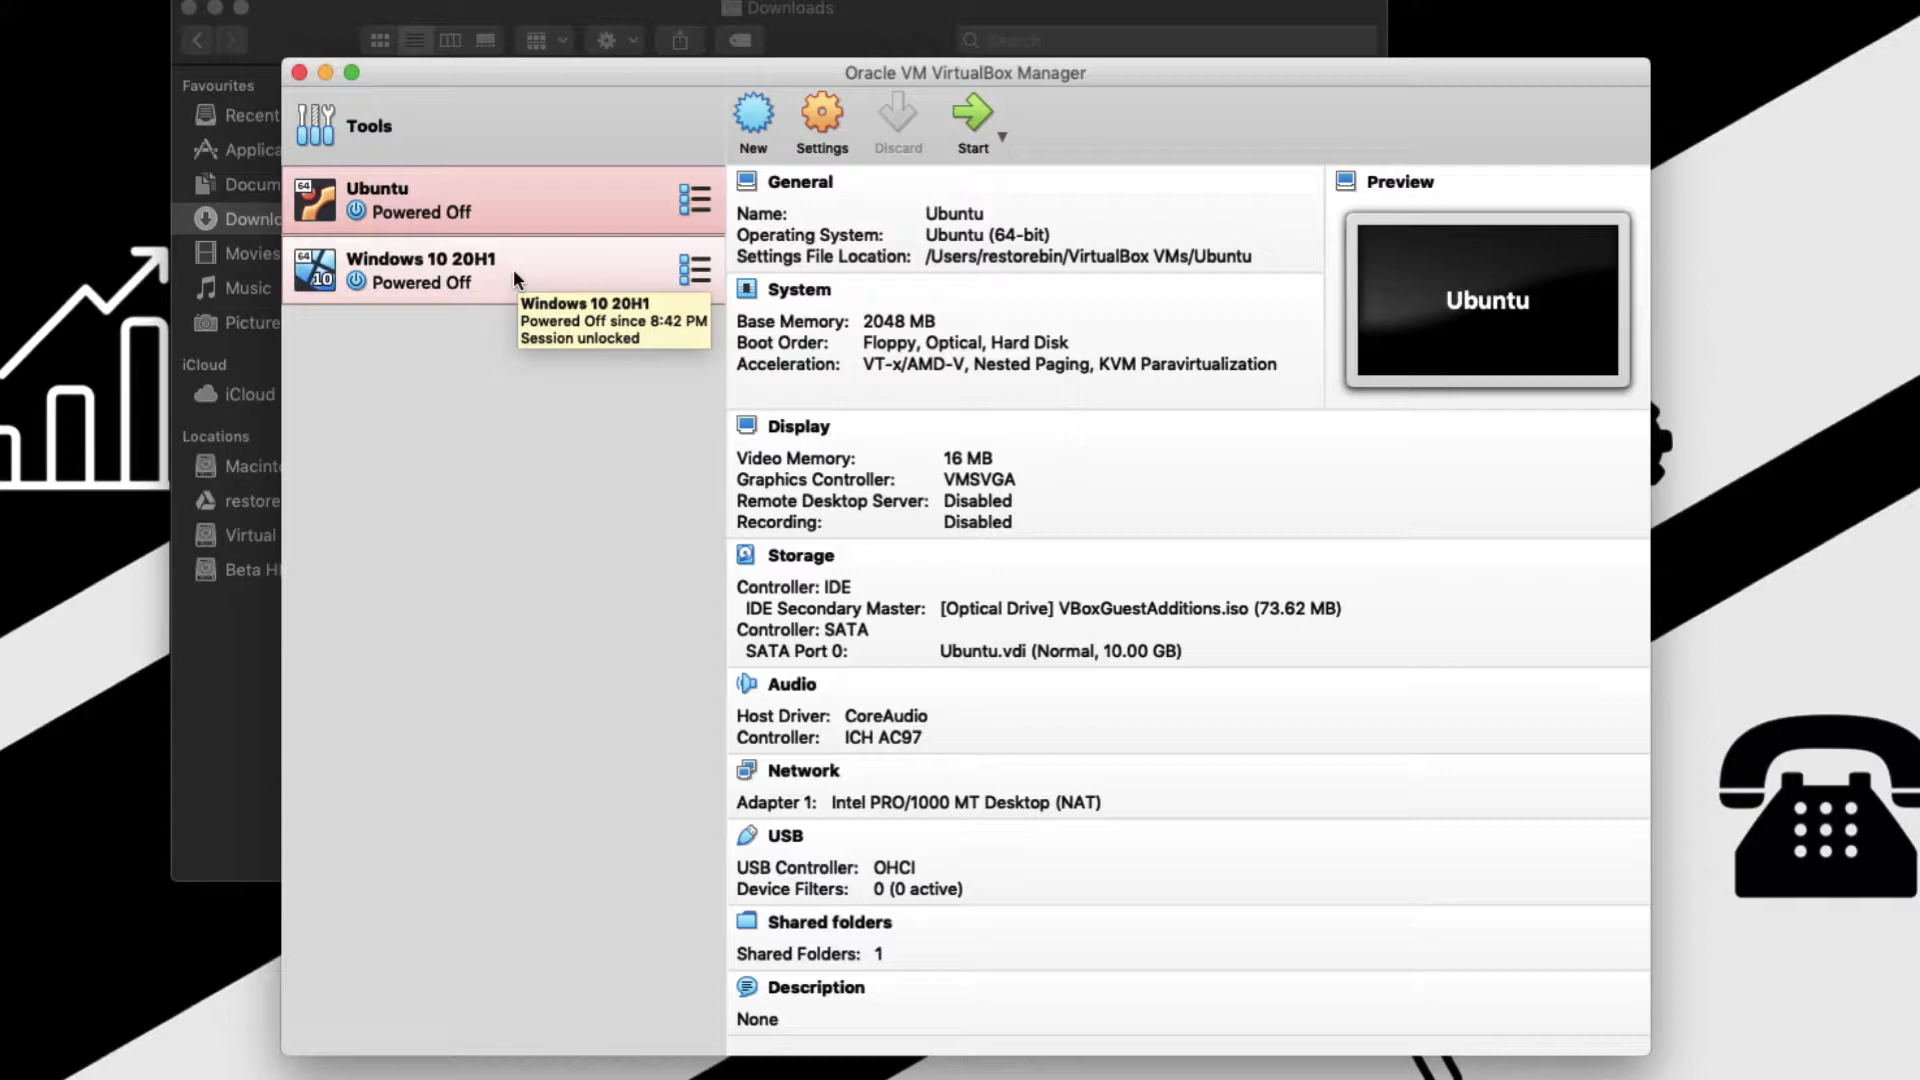 Downloads
Search
Favourites
Recent
Applica
Docum
Downlo
Movies
Music
Picture
iCloud
iCloud
Locations
Macinto
restore
Virtual
Beta H
Oracle VM VirtualBox Manager
Tools
New
Settings
Discard
Start
64
Ubuntu
Powered Off
64
10
Windows 10 20H1
Powered Off
Windows 10 20H1
Powered Off since 8:42 PM
Session unlocked
General
Name: Ubuntu
Operating System: Ubuntu (64-bit)
Settings File Location: /Users/restorebin/VirtualBox VMs/Ubuntu
Preview
Ubuntu
System
Base Memory: 2048 MB
Boot Order: Floppy, Optical, Hard Disk
Acceleration: VT-x/AMD-V, Nested Paging, KVM Paravirtualization
Display
Video Memory: 16 MB
Graphics Controller: VMSVGA
Remote Desktop Server: Disabled
Recording: Disabled
Storage
Controller: IDE
IDE Secondary Master: [Optical Drive] VBoxGuestAdditions.iso (73.62 MB)
Controller: SATA
SATA Port 0: Ubuntu.vdi (Normal, 10.00 GB)
Audio
Host Driver: CoreAudio
Controller: ICH AC97
Network
Adapter 1: Intel PRO/1000 MT Desktop (NAT)
USB
USB Controller: OHCI
Device Filters: 0 (0 active)
Shared folders
Shared Folders: 1
Description
None